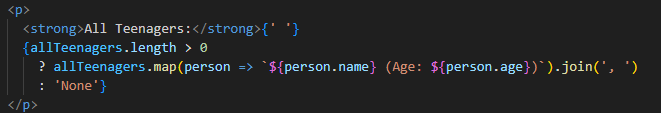 <p>
<strong>All Teenagers:</strong>{' '}
{allTeenagers.length > 0
? allTeenagers.map(person => `${person.name} (Age: ${person.age})`).join(', ')
: 'None'}
</p>